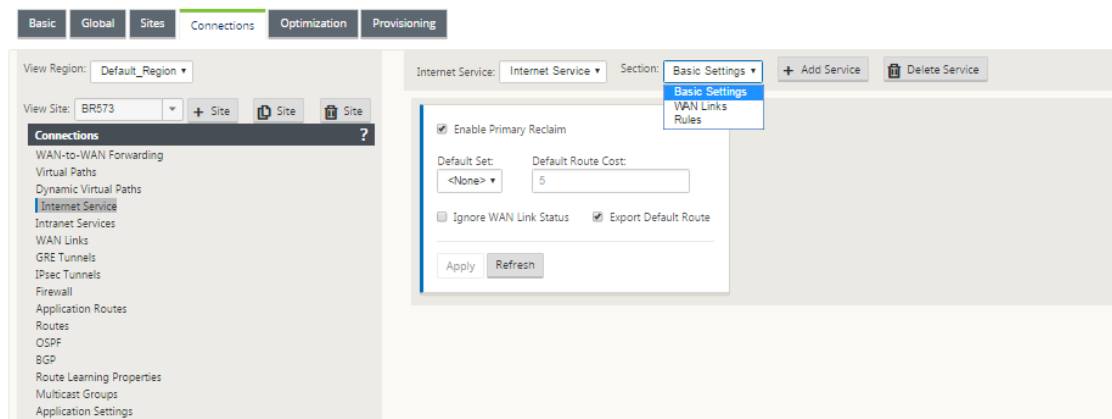 Basic Global Sites Connections Optimization Provisioning
View Region: Default_Region
Internet Service: Internet Service Section: Basic Settings + Add Service Delete Service
Basic Settings
WAN Links
Rules
View Site: BR573 + Site Site Site
Connections ?
WAN-to-WAN Forwarding
Virtual Paths
Dynamic Virtual Paths
Internet Service
Intranet Services
WAN Links
GRE Tunnels
IPsec Tunnels
Firewall
Application Routes
Routes
OSPF
BGP
Route Learning Properties
Multicast Groups
Application Settings
Enable Primary Reclaim
Default Set: Default Route Cost:
<None> 5
Ignore WAN Link Status Export Default Route
Apply Refresh